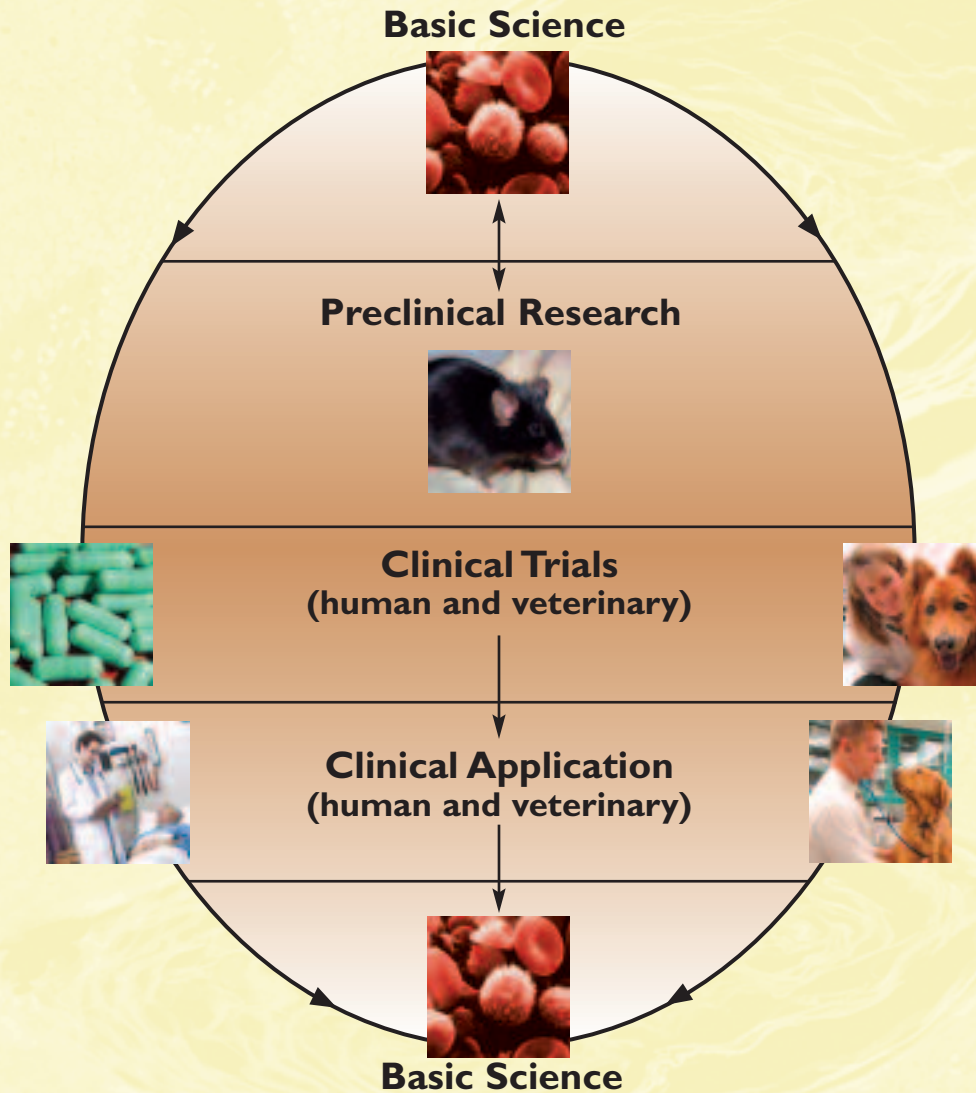 Basic Science
Preclinical Research
Clinical Trials
(human and veterinary)
Clinical Application
(human and veterinary)
Basic Science